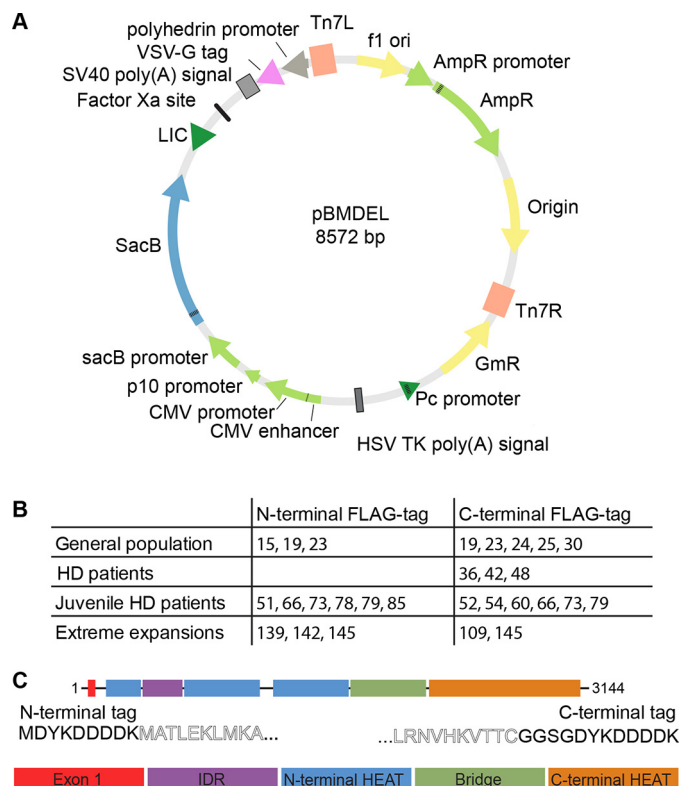 A
Tn7L
polyhedrin promoter
f1 ori
VSV-G tag
AmpR promoter
SV40 poly(A) signal
AmpR
Factor Xa site
LIC
pBMDEL
8572 bp
Origin
SacB
Tn7R
sacB promoter
GmR
p10 promoter
Pc promoter
CMV promoter
CMV enhancer
HSV TK poly(A) signal
B
N-terminal FLAG-tag C-terminal FLAG-tag
General population 15, 19, 23 19, 23, 24, 25, 30
HD patients 36, 42, 48
Juvenile HD patients 51, 66, 73, 78, 79, 85 52, 54, 60, 66, 73, 79
Extreme expansions 139, 142, 145 109, 145
C
1 3144
N-terminal tag C-terminal tag
MDYKDDDDKMATLEKLMKA... ...LRNVHKVTTCGGSGDYKDDDDK
Exon 1 IDR N-terminal HEAT Bridge C-terminal HEAT